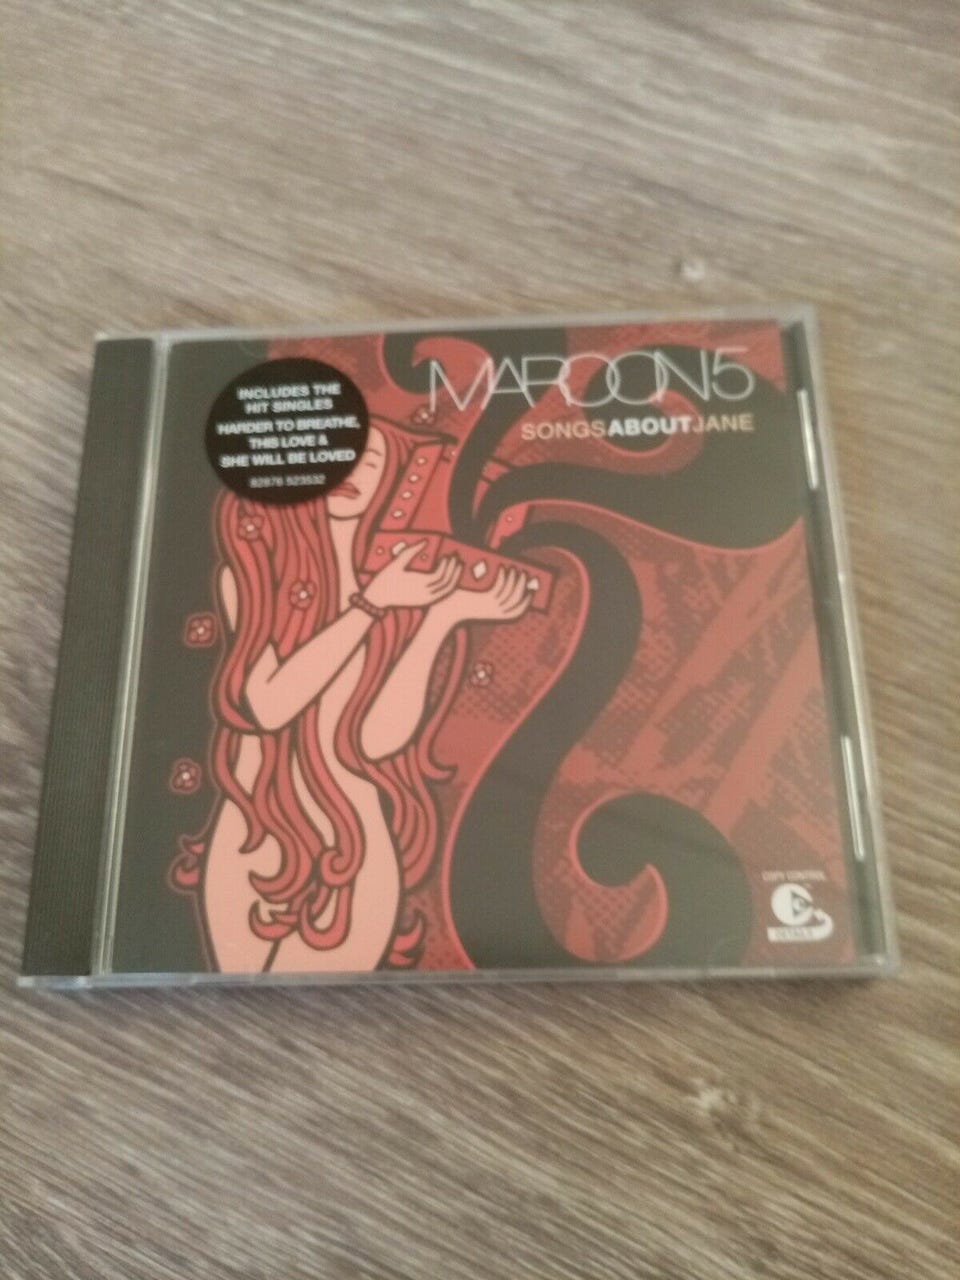 INCLUDES THE
HIT SINGLES
HARDER TO BREATHE,
THIS LOVE &
SHE WILL BE LOVED
82876 523532
MAROON5
SONGSABOUTJANE
COPY CONTROL